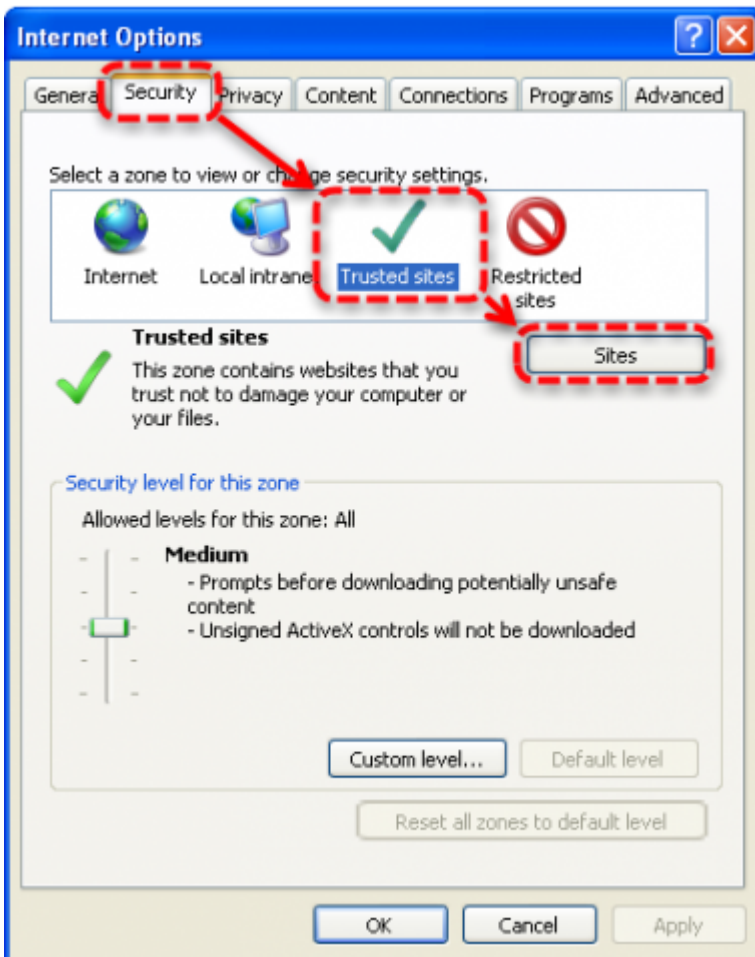 Internet Options
General Security Privacy Content Connections Programs Advanced
Select a zone to view or change security settings.
Internet Local intranet Trusted sites Restricted sites
Trusted sites
Sites
This zone contains websites that you
trust not to damage your computer or
your files.
Security level for this zone
Allowed levels for this zone: All
Medium
- Prompts before downloading potentially unsafe
content
- Unsigned ActiveX controls will not be downloaded
Custom level... Default level
Reset all zones to default level
OK Cancel Apply